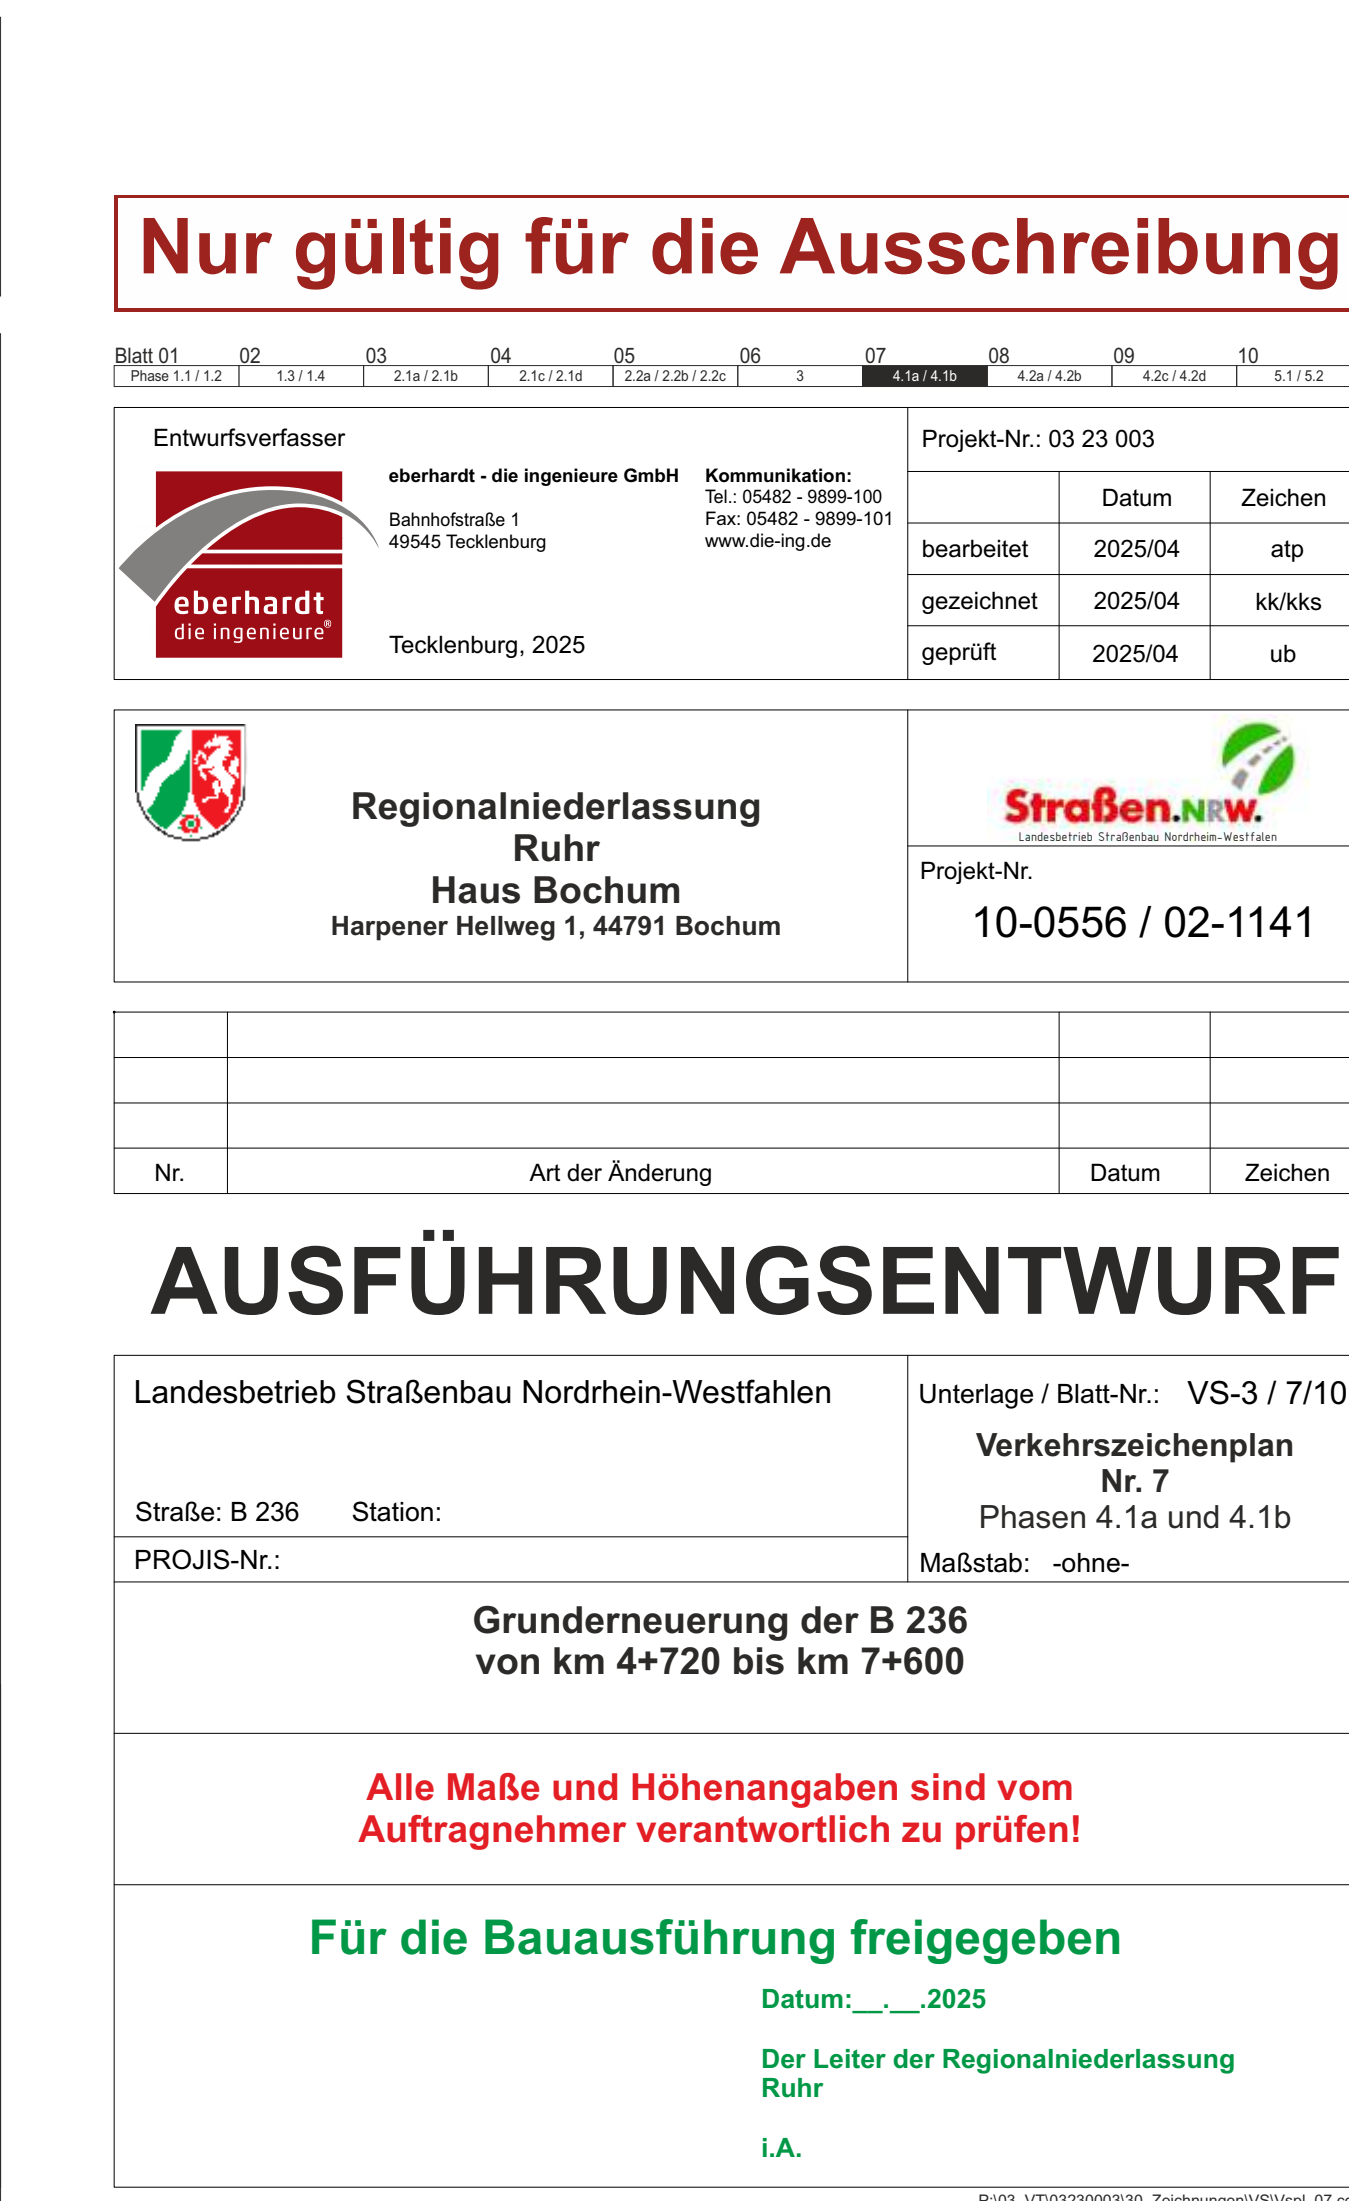 Nur gültig für die Ausschreibung
Blatt 01 02 03 04 05 06 07 08 09 10
Phase 1.1 / 1.2 1.3 / 1.4 2.1a / 2.1b 2.1c / 2.1d 2.2a / 2.2b / 2.2c 3 4.1a / 4.1b 4.2a / 4.2b 4.2c / 4.2d 5.1 / 5.2
Entwurfsverfasser
eberhardt
die ingenieure®
eberhardt - die ingenieure GmbH
Bahnhofstraße 1
49545 Tecklenburg
Tecklenburg, 2025
Kommunikation:
Tel.: 05482 - 9899-100
Fax: 05482 - 9899-101
www.die-ing.de
Projekt-Nr.: 03 23 003
Datum Zeichen
bearbeitet 2025/04 atp
gezeichnet 2025/04 kk/kks
geprüft 2025/04 ub
Regionalniederlassung
Ruhr
Haus Bochum
Harpener Hellweg 1, 44791 Bochum
Straßen.NRW.
Landesbetrieb Straßenbau Nordrheim-Westfalen
Projekt-Nr.
10-0556 / 02-1141
Nr. Art der Änderung Datum Zeichen
AUSFÜHRUNGSENTWURF
Landesbetrieb Straßenbau Nordrhein-Westfahlen
Straße: B 236 Station:
PROJIS-Nr.:
Unterlage / Blatt-Nr.: VS-3 / 7/10
Verkehrszeichenplan
Nr. 7
Phasen 4.1a und 4.1b
Maßstab: -ohne-
Grunderneuerung der B 236
von km 4+720 bis km 7+600
Alle Maße und Höhenangaben sind vom
Auftragnehmer verantwortlich zu prüfen!
Für die Bauausführung freigegeben
Datum:__.__.2025
Der Leiter der Regionalniederlassung
Ruhr
i.A.